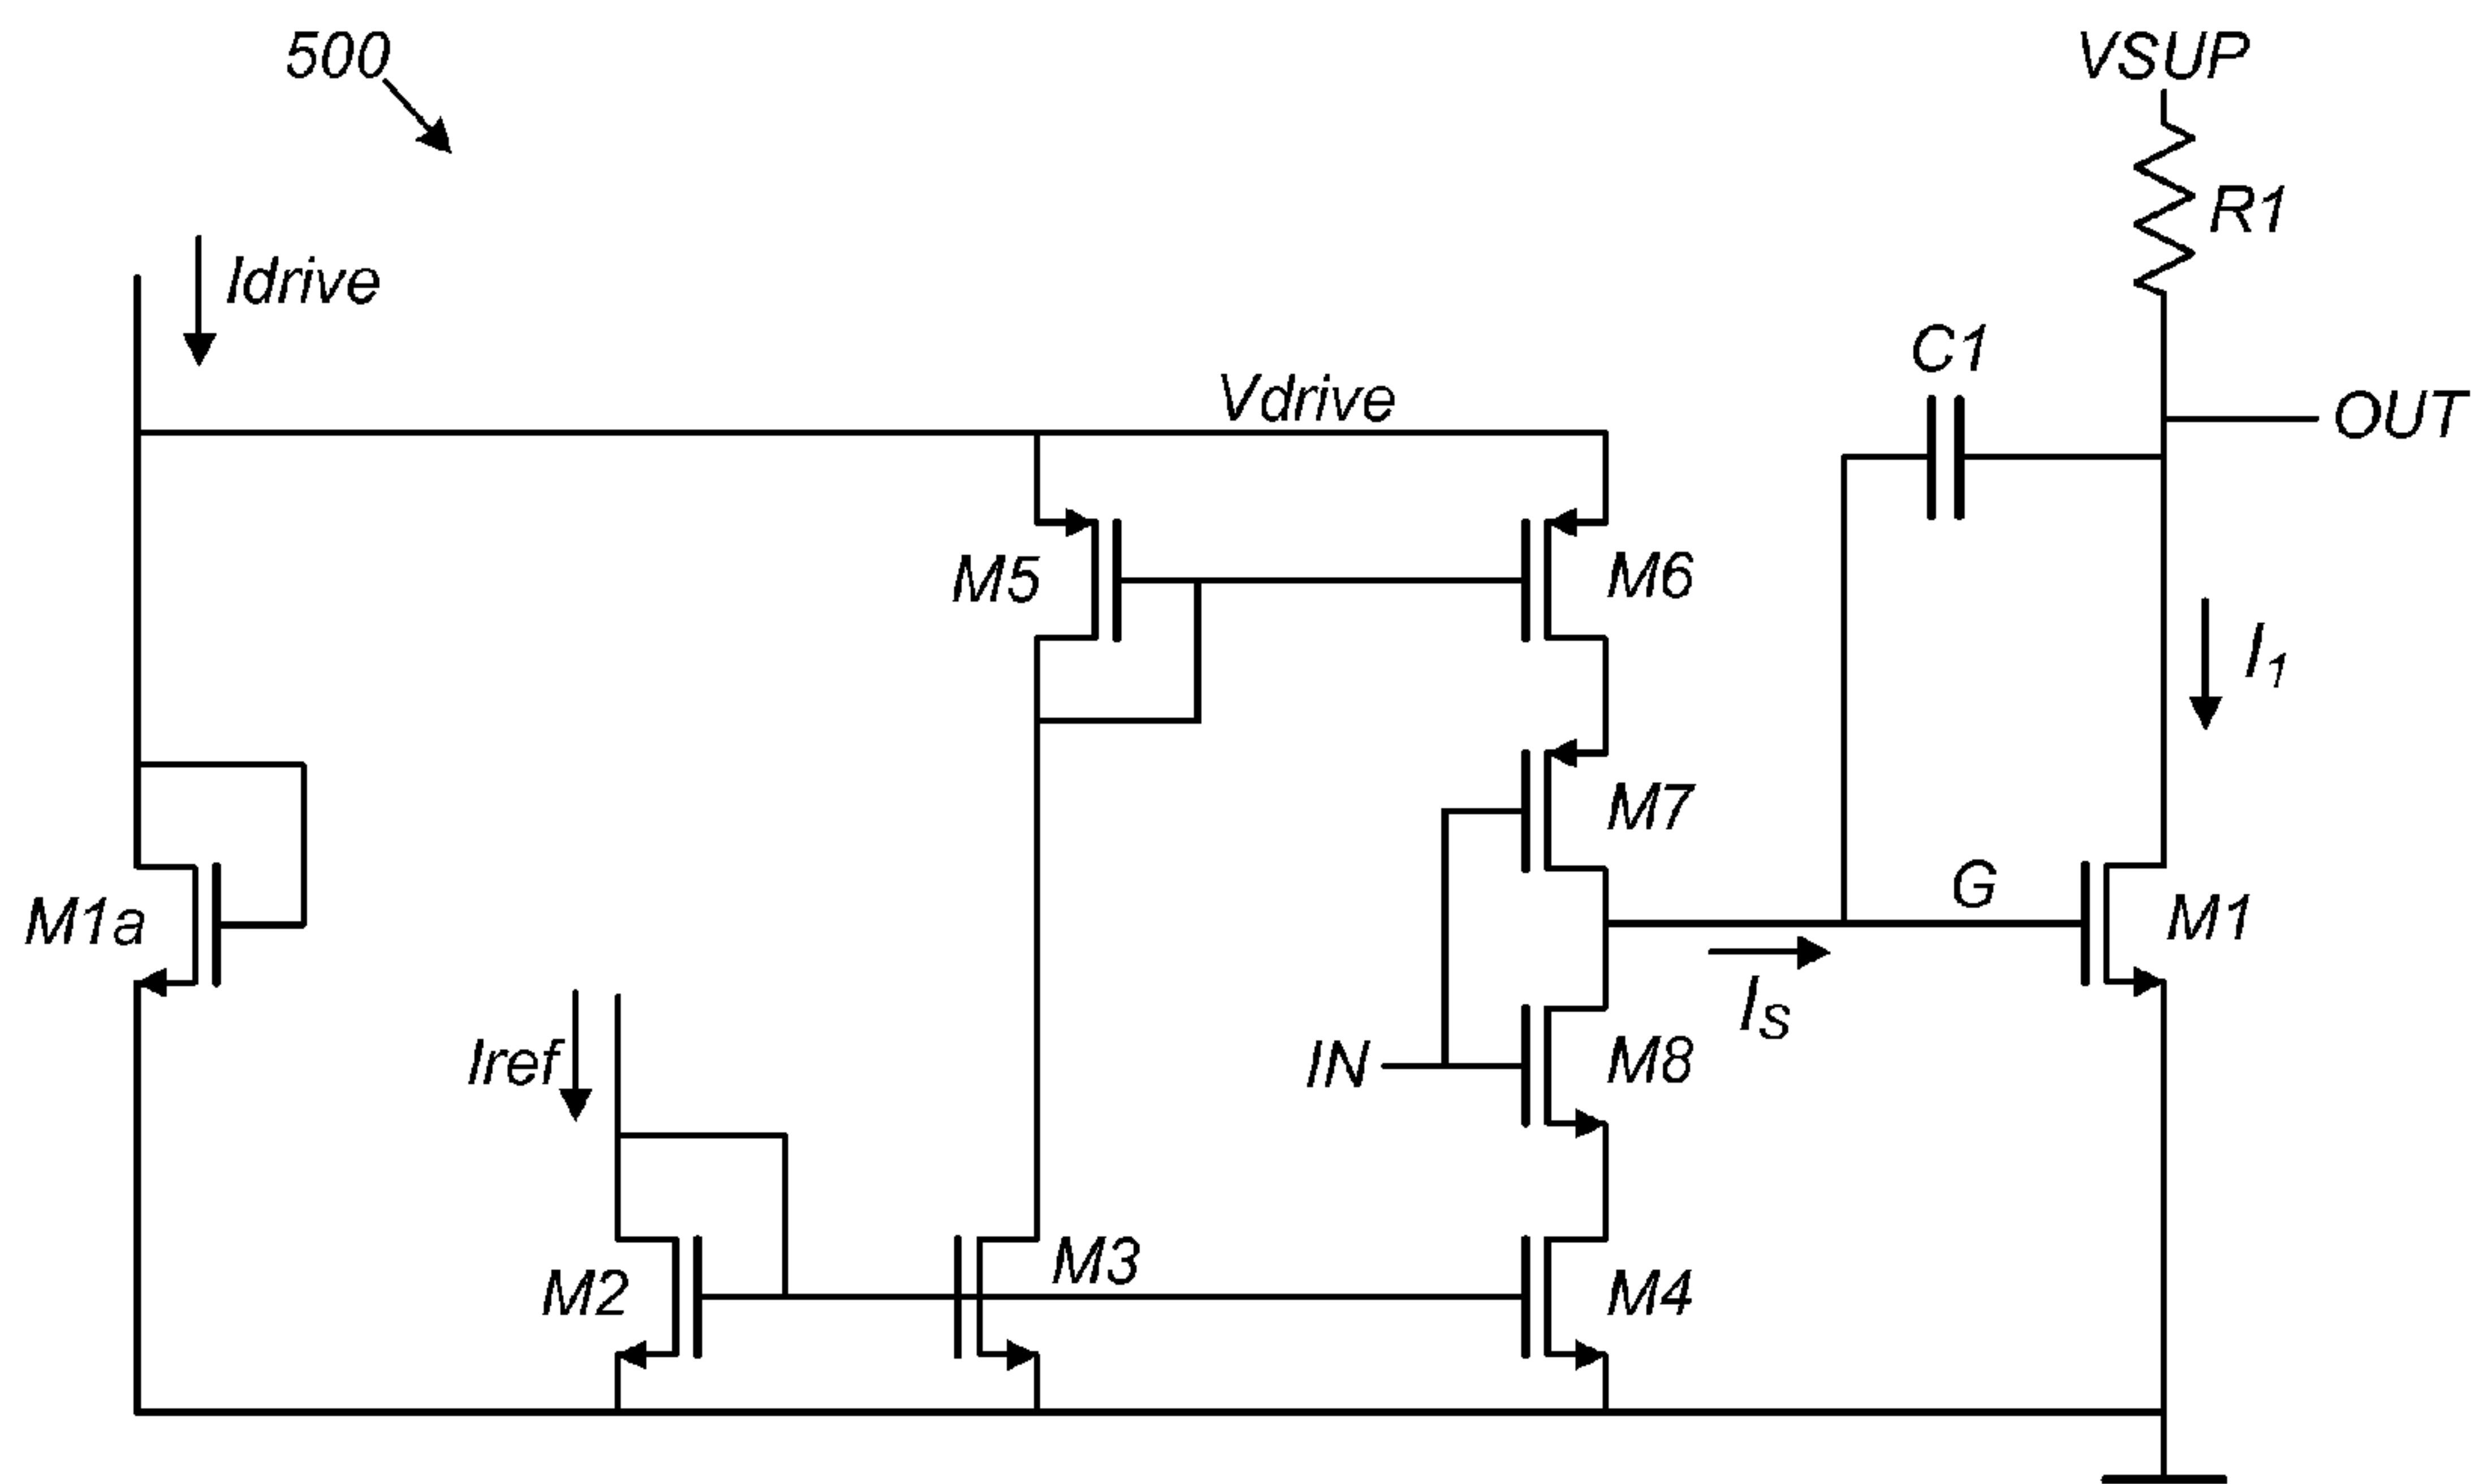 500
VSUP
R1
Idrive
C1
Vdrive
OUT
M5
M6
I1
M7
M1a
G
M1
IS
Iref
IN
M8
M2
M3
M4